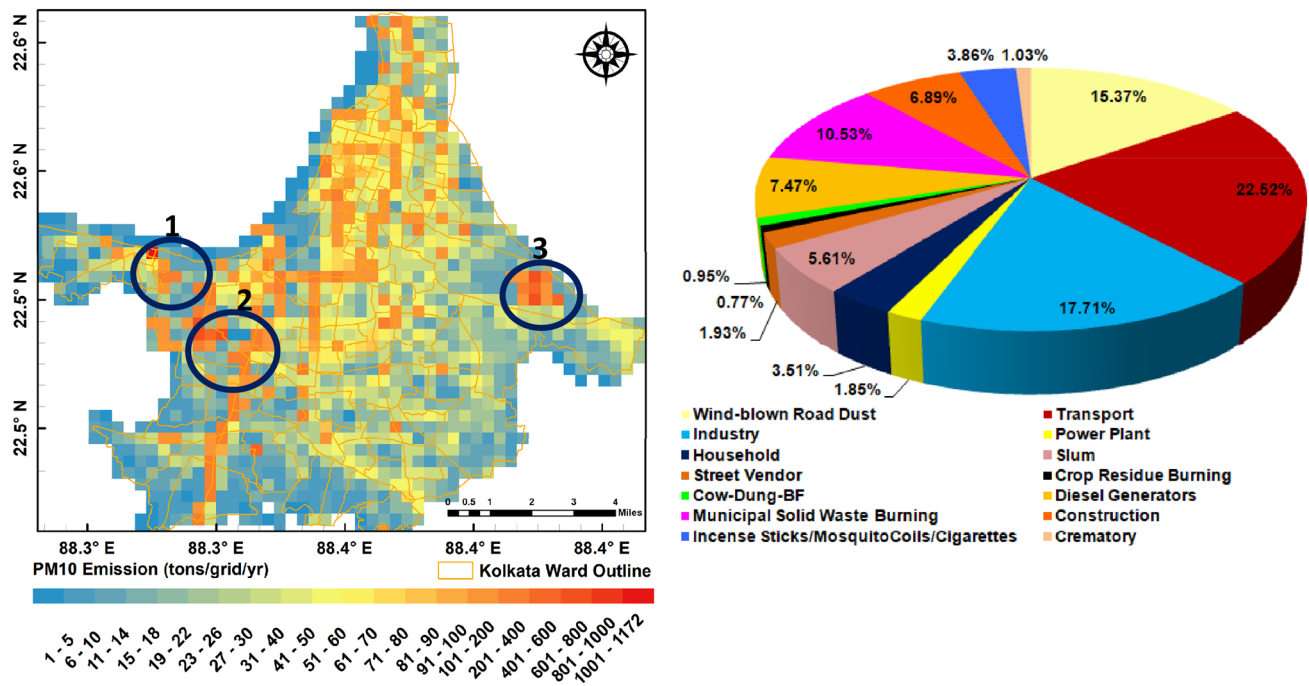 22.6° N
22.6° N
22.5° N
22.5° N
1
2
3
0 0.5 1 2 3 4
Miles
88.3° E 88.3° E 88.4° E 88.4° E 88.4° E
PM10 Emission (tons/grid/yr)
Kolkata Ward Outline
1 - 5
6 - 10
11 - 14
15 - 18
19 - 22
23 - 26
27 - 30
31 - 40
41 - 50
51 - 60
61 - 70
71 - 80
81 - 90
91 - 100
101 - 200
201 - 400
401 - 600
601 - 800
801 - 1000
1001 - 1172
3.86% 1.03%
6.89%
15.37%
10.53%
7.47%
22.52%
5.61%
0.95%
0.77%
1.93%
17.71%
3.51%
1.85%
Wind-blown Road Dust
Transport
Industry
Power Plant
Household
Slum
Street Vendor
Crop Residue Burning
Cow-Dung-BF
Diesel Generators
Municipal Solid Waste Burning
Construction
Incense Sticks/MosquitoCoils/Cigarettes
Crematory